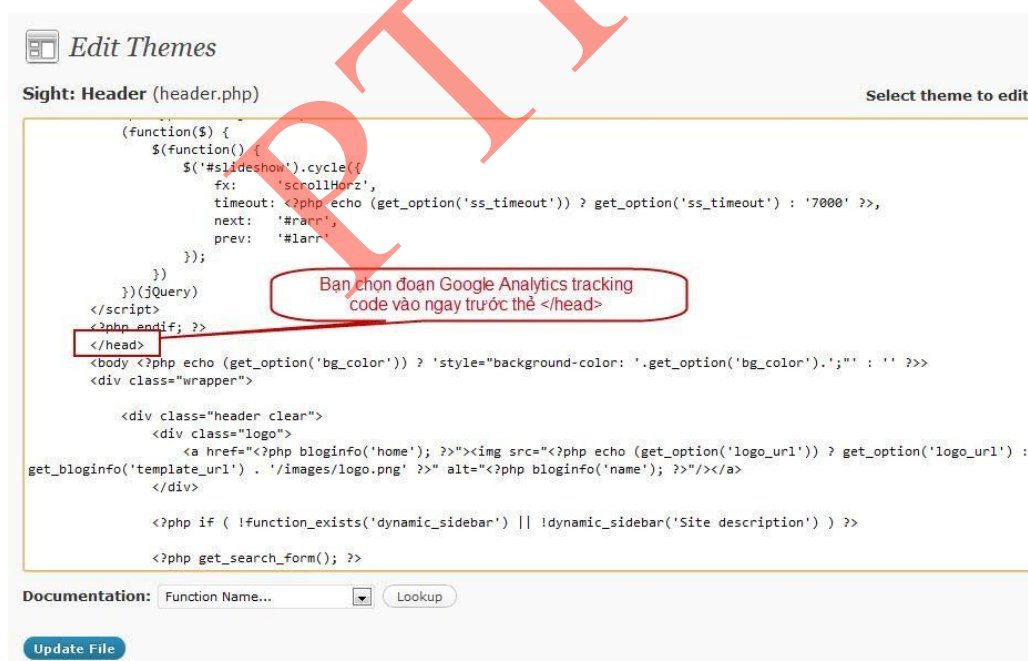 Edit Themes
Sight: Header (header.php)
Select theme to edit
(function($) {
$(function() {
$('#slideshow').cycle({
fx: 'scrollHorz',
timeout: <?php echo (get_option('ss_timeout')) ? get_option('ss_timeout') : '7000' ?>,
next: '#rarr',
prev: '#larr'
});
})
})(jQuery)
</script>
<?php endif; ?>
</head>
Bạn chọn đoạn Google Analytics tracking
code vào ngay trước thẻ </head>
<body <?php echo (get_option('bg_color')) ? 'style="background-color: '.get_option('bg_color').';"' : '' ?>>
<div class="wrapper">
<div class="header clear">
<div class="logo">
<a href="<?php bloginfo('home'); ?>"><img src="<?php echo (get_option('logo_url')) ? get_option('logo_url') :
get_bloginfo('template_url') . '/images/logo.png' ?>" alt="<?php bloginfo('name'); ?>"/></a>
</div>
<?php if ( !function_exists('dynamic_sidebar') || !dynamic_sidebar('Site description') ) ?>
<?php get_search_form(); ?>
Documentation: Function Name... Lookup
Update File